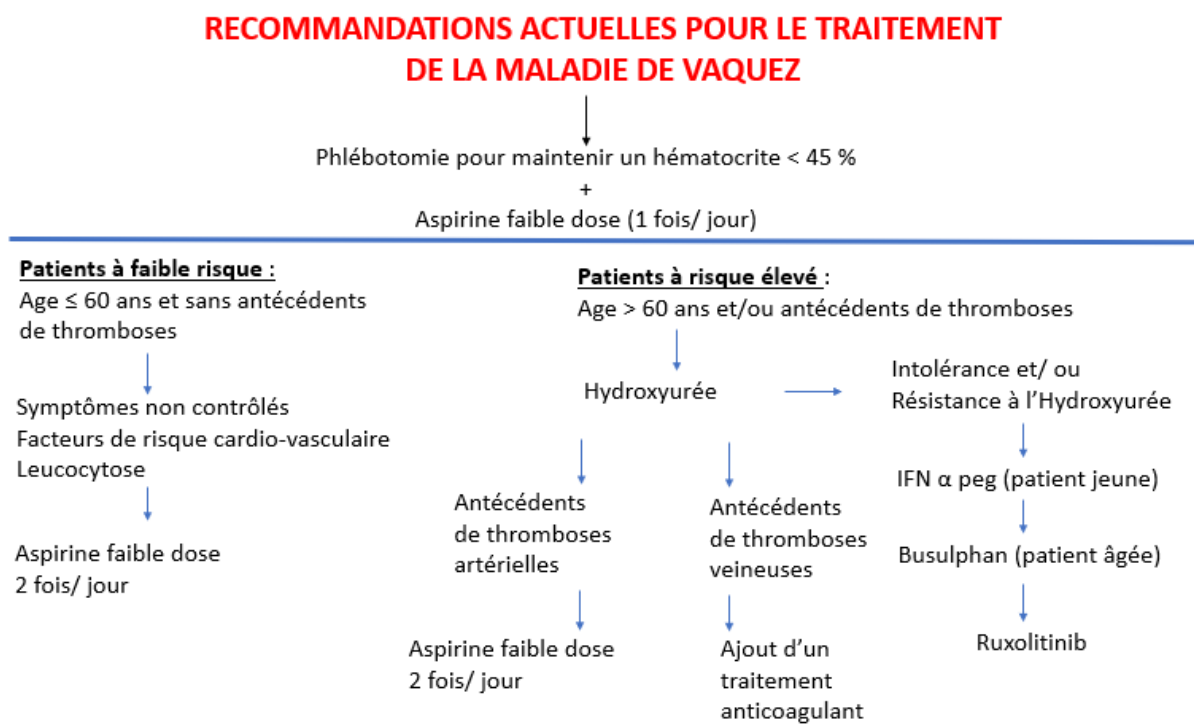 RECOMMANDATIONS ACTUELLES POUR LE TRAITEMENT
DE LA MALADIE DE VAQUEZ
Phlébotomie pour maintenir un hématocrite < 45 %
+
Aspirine faible dose (1 fois/ jour)
Patients à faible risque :
Age ≤ 60 ans et sans antécédents
de thromboses
Symptômes non contrôlés
Facteurs de risque cardio-vasculaire
Leucocytose
Aspirine faible dose
2 fois/ jour
Patients à risque élevé :
Age > 60 ans et/ou antécédents de thromboses
Hydroxyurée
Antécédents
de thromboses
artérielles
Aspirine faible dose
2 fois/ jour
Antécédents
de thromboses
veineuses
Ajout d’un
traitement
anticoagulant
Intolérance et/ ou
Résistance à l’Hydroxyurée
IFN α peg (patient jeune)
Busulphan (patient âgée)
Ruxolitinib